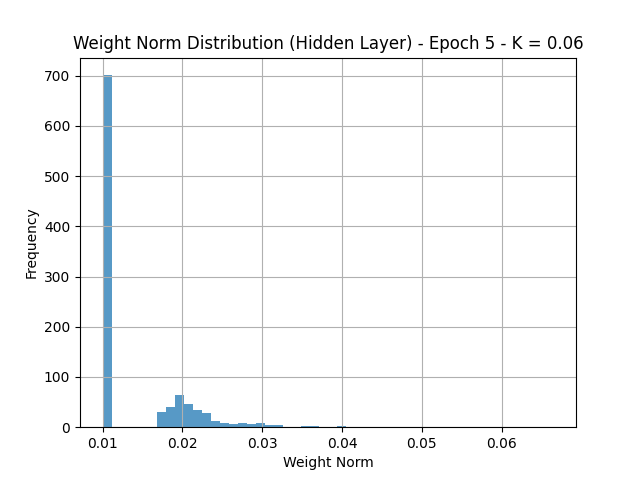 Weight Norm Distribution (Hidden Layer) - Epoch 5 - K = 0.06
700
600
500
400
300
200
100
0
Frequency
0.01 0.02 0.03 0.04 0.05 0.06
Weight Norm